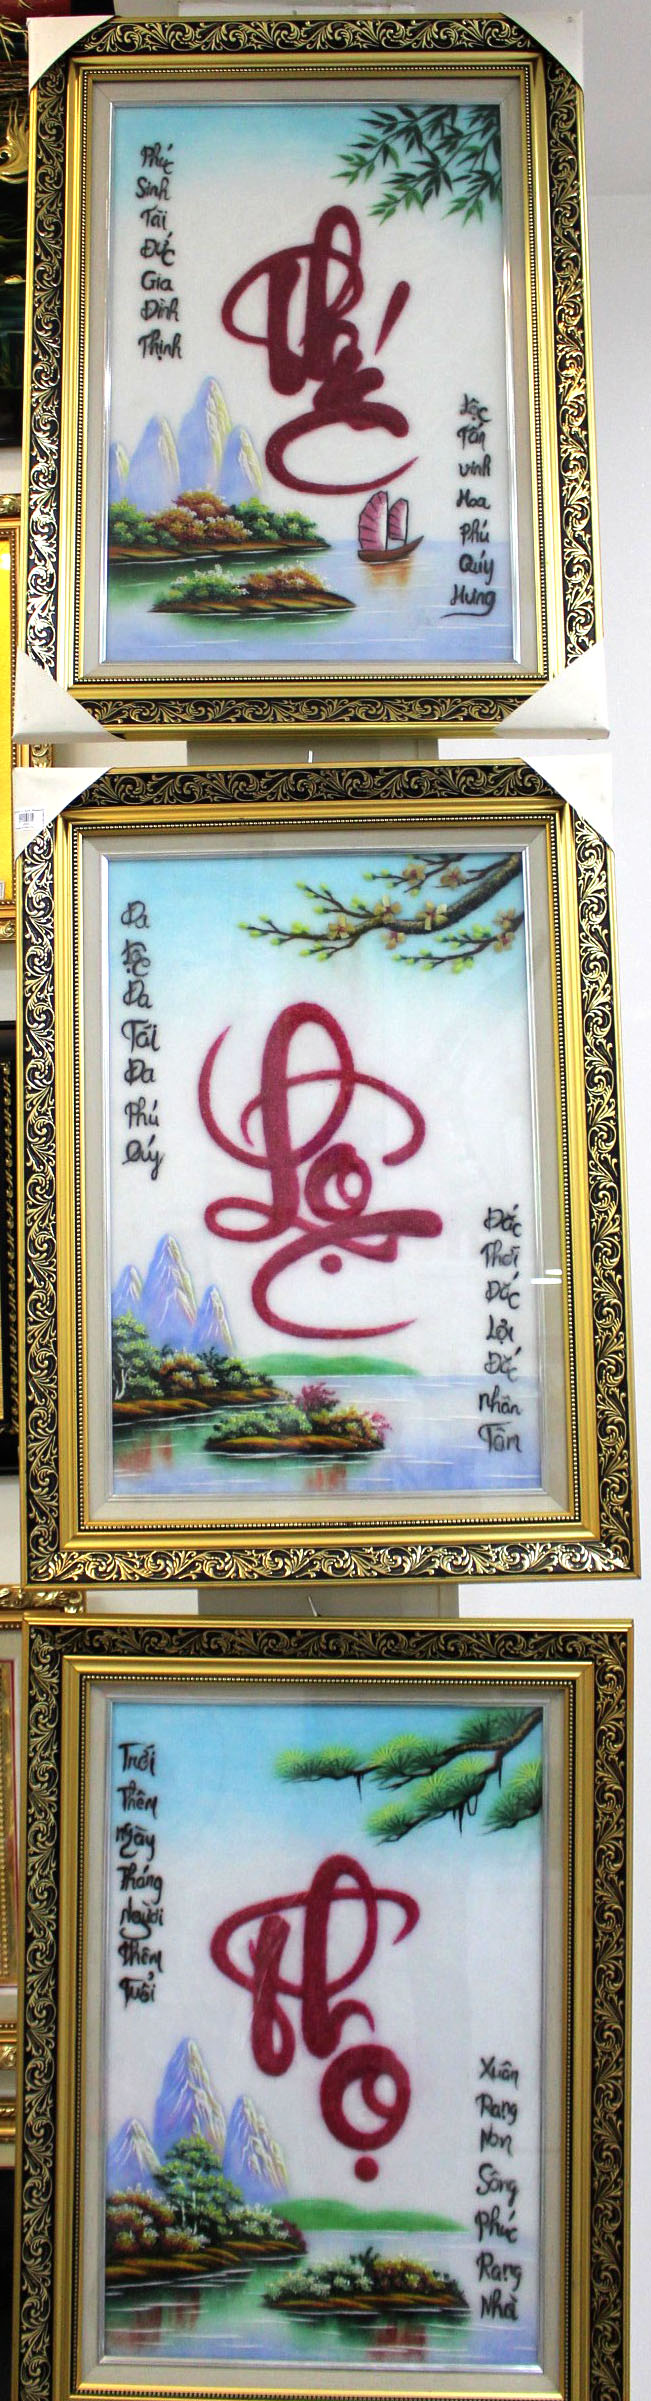 Phúc
Sinh
Tài
Đức
Gia
Đình
Thịnh
Phúc
Lộc
Tấn
Vinh
Hoa
Phú
Quý
Hưng
Đa
Lộc
Đa
Tài
Đa
Phú
Quý
Lộc
Đắc
Thời
Đắc
Lợi
Đắc
Nhân
Tâm
Trời
Thêm
Ngày
Tháng
Người
Thêm
Tuổi
Thọ
Xuân
Rạng
Non
Sông
Phúc
Rạng
Nhà